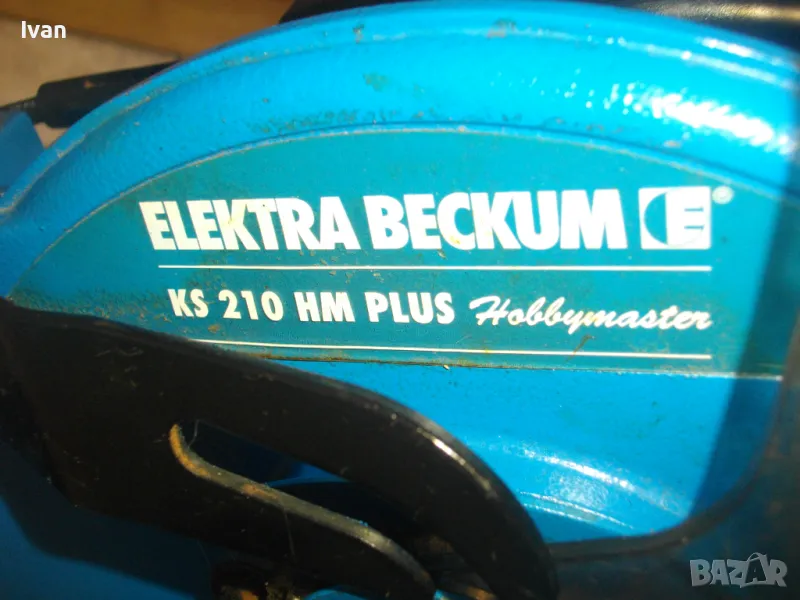 Ivan
ELEKTRA BECKUM E®
KS 210 HM PLUS Hobbymaster
BAZAR